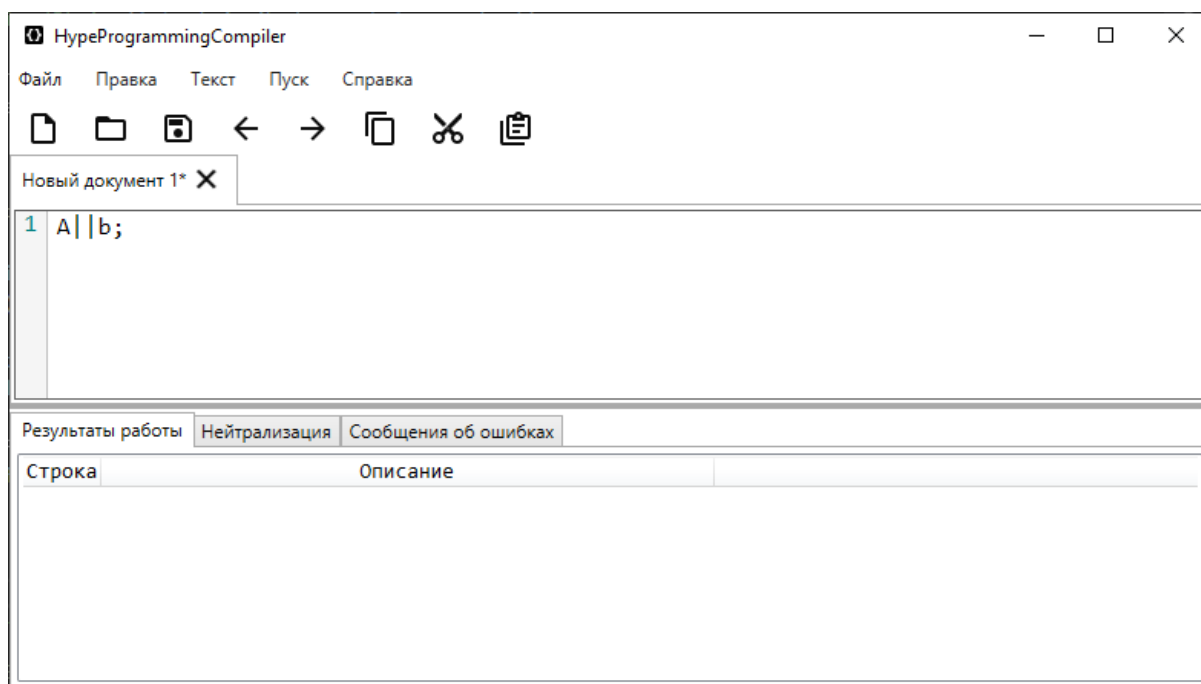 HypeProgrammingCompiler
Файл Правка Текст Пуск Справка
Новый документ 1*
1 A||b;
Результаты работы Нейтрализация Сообщения об ошибках
Строка Описание